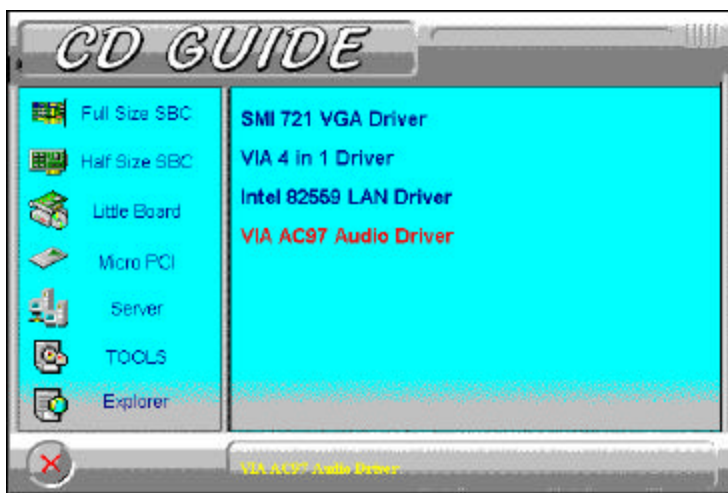 CD GUIDE
Full Size SBC
Half Size SBC
Little Board
Micro PCI
Server
TOOLS
Explorer
SMI 721 VGA Driver
VIA 4 in 1 Driver
Intel 82559 LAN Driver
VIA AC97 Audio Driver
VIA AC97 Audio Driver